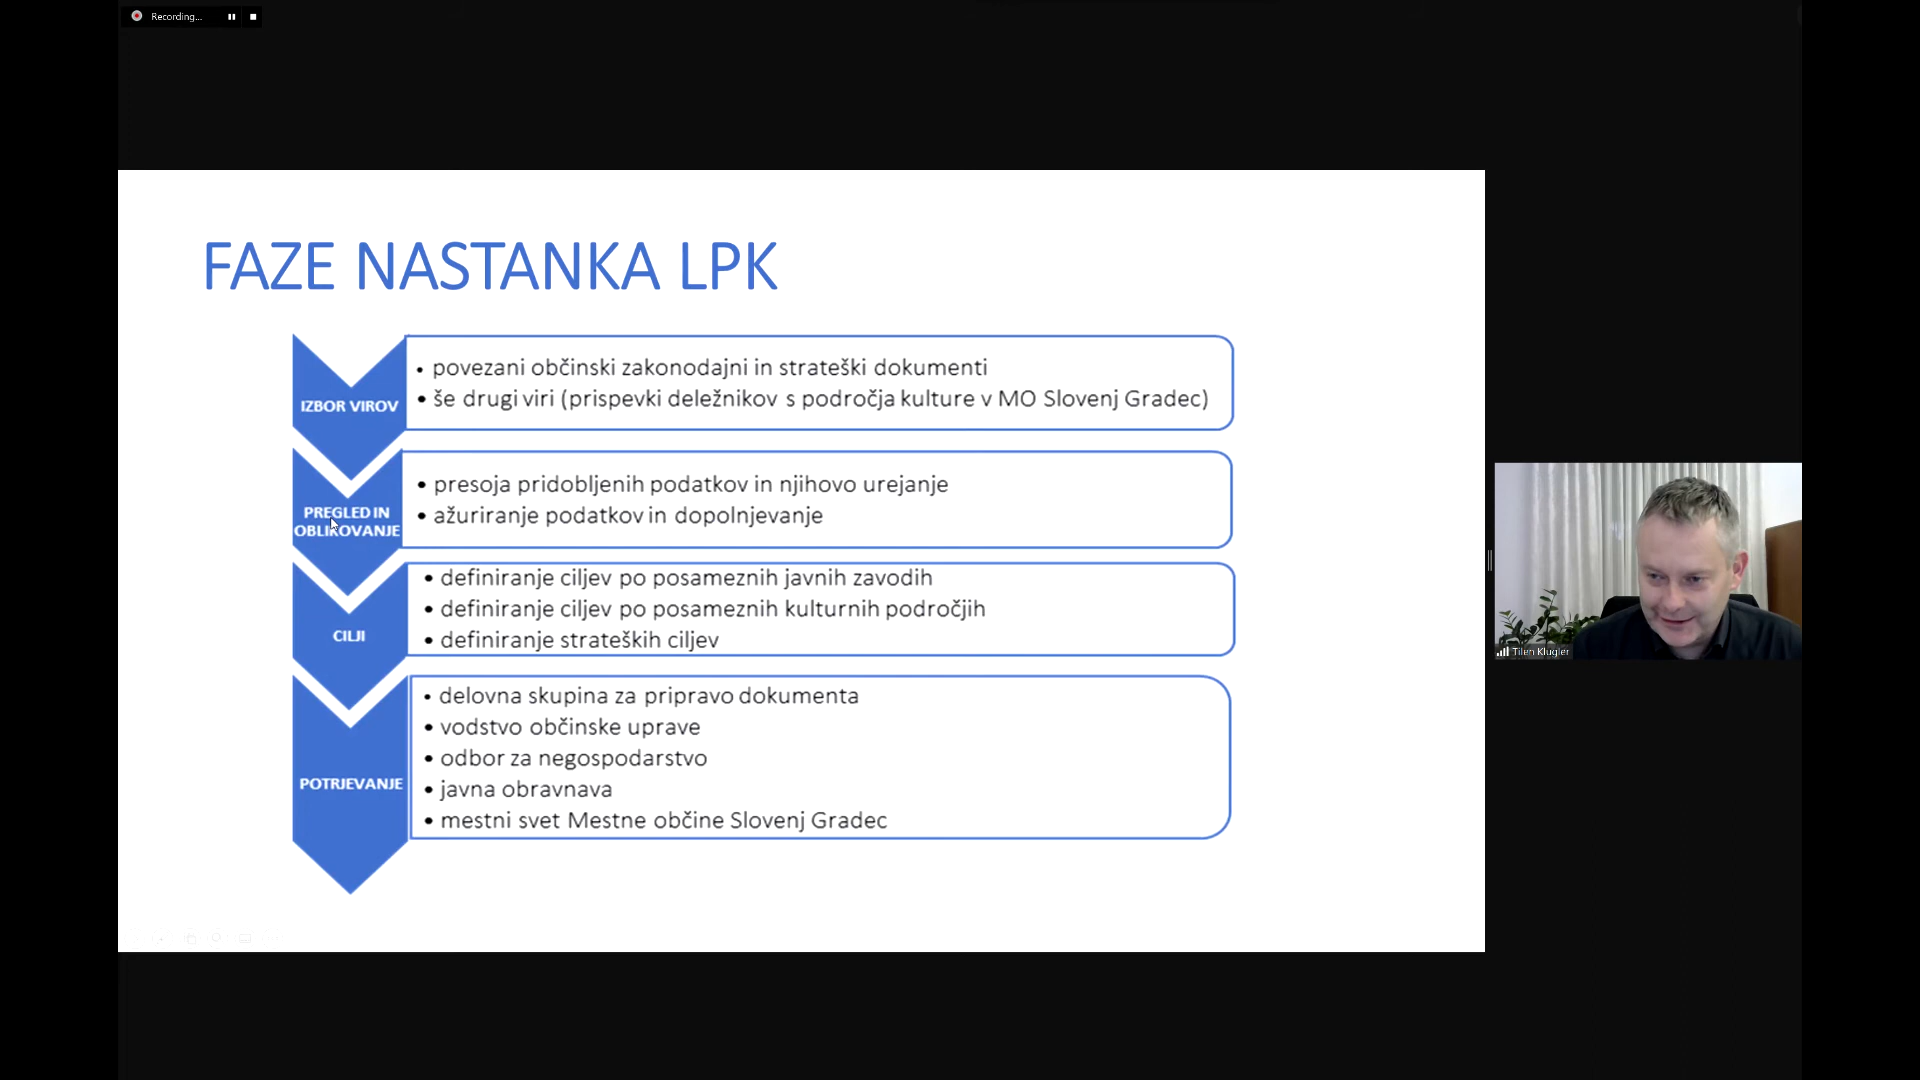 Recording...
FAZE NASTANKA LPK
IZBOR VIROV
• povezani občinski zakonodajni in strateški dokumenti
• še drugi viri (prispevki deležnikov s področja kulture v MO Slovenj Gradec)
PREGLED IN
OBLIKOVANJE
• presoja pridobljenih podatkov in njihovo urejanje
• ažuriranje podatkov in dopolnjevanje
CILJI
• definiranje ciljev po posameznih javnih zavodih
• definiranje ciljev po posameznih kulturnih področjih
• definiranje strateških ciljev
POTRJEVANJE
• delovna skupina za pripravo dokumenta
• vodstvo občinske uprave
• odbor za negospodarstvo
• javna obravnava
• mestni svet Mestne občine Slovenj Gradec
Tilen Klugler